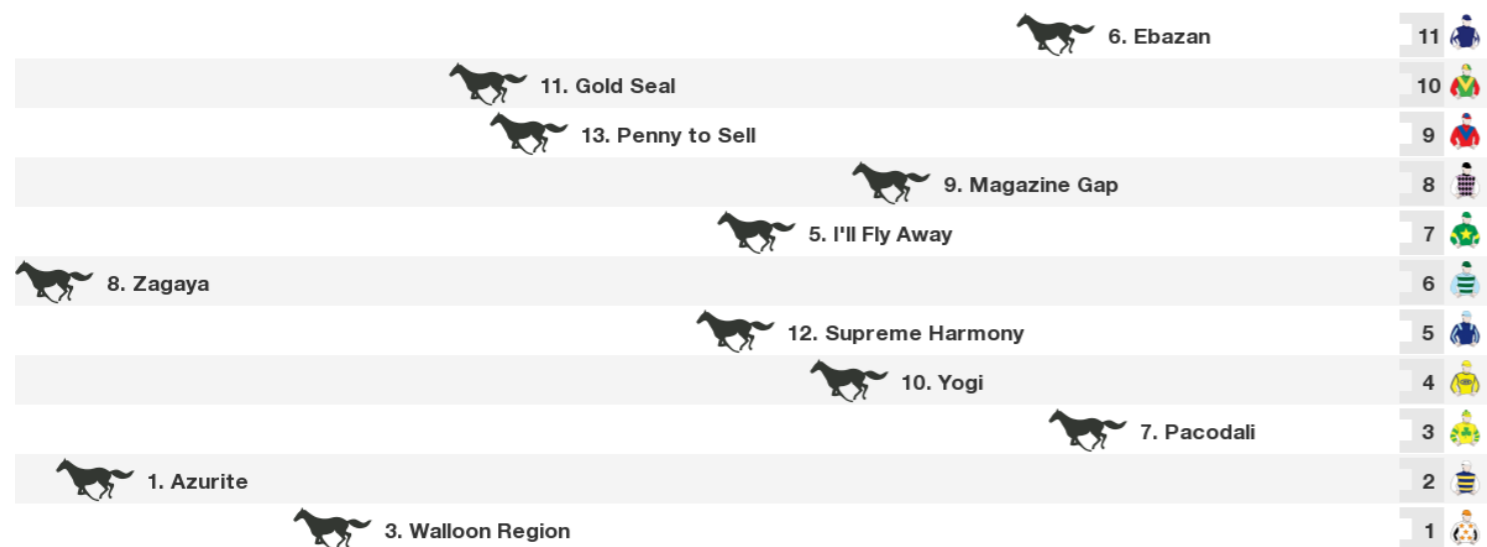 6. Ebazan 11
11. Gold Seal 10
13. Penny to Sell 9
9. Magazine Gap 8
5. I'll Fly Away 7
8. Zagaya 6
12. Supreme Harmony 5
10. Yogi 4
7. Pacodali 3
1. Azurite 2
3. Walloon Region 1